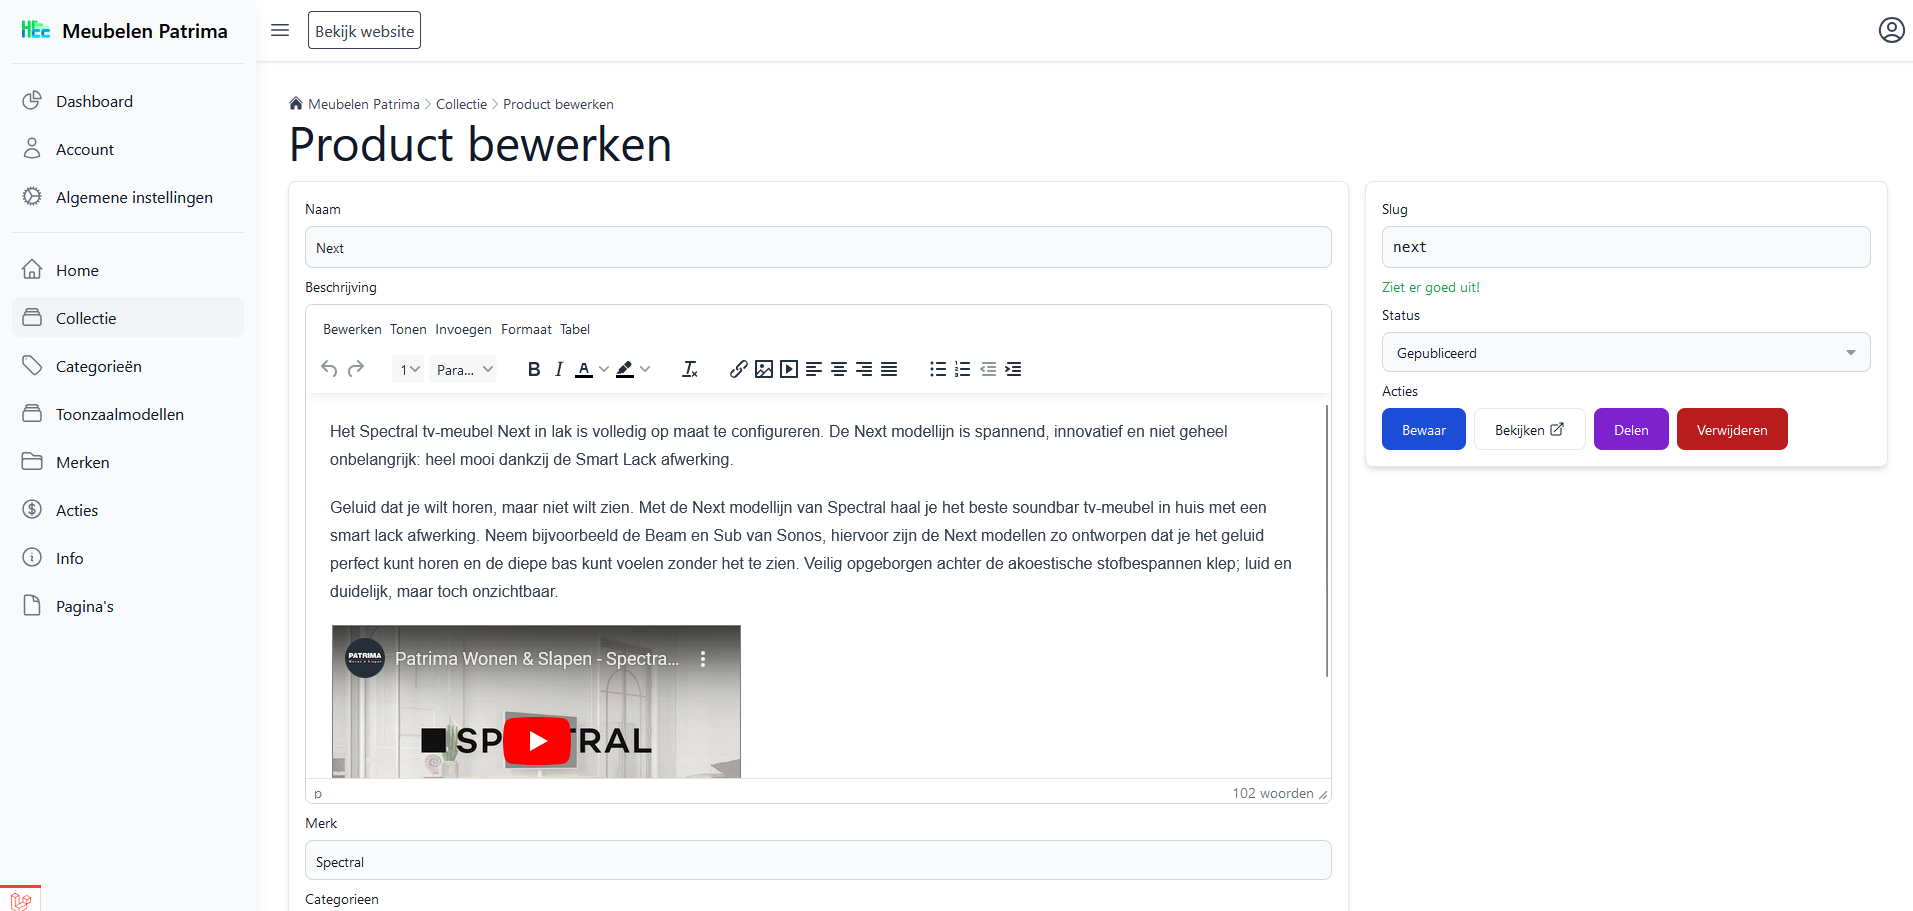 Meubelen Patrima
Bekijk website
Dashboard
Account
Algemene instellingen
Home
Collectie
Categorieën
Toonzaalmodellen
Merken
Acties
Info
Pagina's
Meubelen Patrima > Collectie > Product bewerken
Product bewerken
Naam
Next
Beschrijving
Bewerken Tonen Invoegen Formaat Tabel
1 Para...
Het Spectral tv-meubel Next in lak is volledig op maat te configureren. De Next modellijn is spannend, innovatief en niet geheel
onbelangrijk: heel mooi dankzij de Smart Lack afwerking.
Geluid dat je wilt horen, maar niet wilt zien. Met de Next modellijn van Spectral haal je het beste soundbar tv-meubel in huis met een
smart lack afwerking. Neem bijvoorbeeld de Beam en Sub van Sonos, hiervoor zijn de Next modellen zo ontworpen dat je het geluid
perfect kunt horen en de diepe bas kunt voelen zonder het te zien. Veilig opgeborgen achter de akoestische stofbespannen klep; luid en
duidelijk, maar toch onzichtbaar.
PATRIMA
Wonen & Slapen
Patrima Wonen & Slapen - Spectra...
SP TRAL
p
102 woorden
Merk
Spectral
Categorieen
Slug
next
Ziet er goed uit!
Status
Gepubliceerd
Acties
Bewaar
Bekijken
Delen
Verwijderen